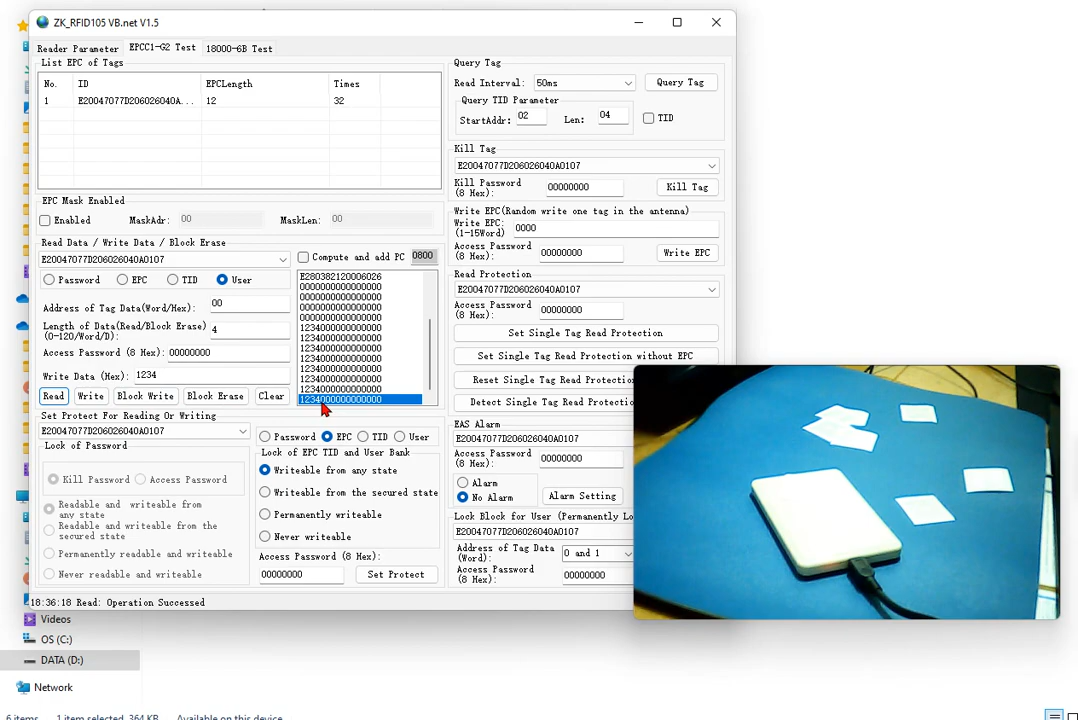 ZK_RFID105 VB.net V1.5
Reader Parameter EPCC1-G2 Test 18000-6B Test
List EPC of Tags
No. ID EPCLength Times
1 E20047077D206026040A... 12 32
EPC Mask Enabled
Enabled MaskAdr: 00 MaskLen: 00
Read Data / Write Data / Block Erase
E20047077D206026040A0107
Compute and add PC 0800
Password EPC TID User
Address of Tag Data(Word/Hex): 00
Length of Data(Read/Block Erase)
(0-120/Word/D): 4
Access Password (8 Hex): 00000000
Write Data (Hex): 1234
Read Write Block Write Block Erase Clear
E280382120006026
0000000000000000
0000000000000000
0000000000000000
0000000000000000
1234000000000000
1234000000000000
1234000000000000
1234000000000000
1234000000000000
1234000000000000
1234000000000000
1234000000000000
Set Protect For Reading Or Writing
E20047077D206026040A0107
Lock of Password
Kill Password Access Password
Readable and writeable from
any state
Readable and writeable from the
secured state
Permanently readable and writeable
Never readable and writeable
Password EPC TID User
Lock of EPC TID and User Bank
Writeable from any state
Writeable from the secured state
Permanently writeable
Never writeable
Access Password (8 Hex):
00000000 Set Protect
18:36:18 Read: Operation Successed
Query Tag
Read Interval: 50ms Query Tag
Query TID Parameter
StartAddr: 02 Len: 04 TID
Kill Tag
E20047077D206026040A0107
Kill Password
(8 Hex): 00000000 Kill Tag
Write EPC(Random write one tag in the antenna)
Write EPC:
(1-15Word) 0000
Access Password
(8 Hex): 00000000 Write EPC
Read Protection
E20047077D206026040A0107
Access Password
(8 Hex): 00000000
Set Single Tag Read Protection
Set Single Tag Read Protection without EPC
Reset Single Tag Read Protectio
Detect Single Tag Read Protectio
EAS Alarm
E20047077D206026040A0107
Access Password
(8 Hex): 00000000
Alarm
No Alarm Alarm Setting
Lock Block for User (Permanently Lo
E20047077D206026040A0107
Address of Tag Data
(Word): 0 and 1
Access Password
(8 Hex): 00000000
Videos
OS (C:)
DATA (D:)
Network
6 items 1 item selected 364 KB Available on this device